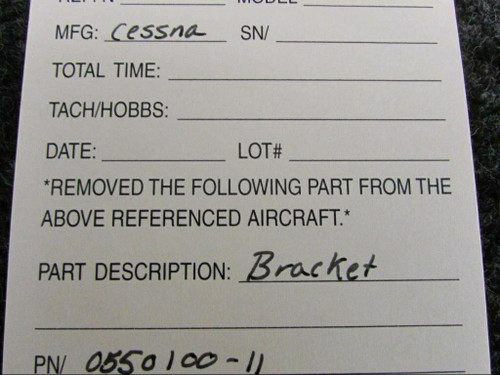 MFG: Cessna SN/
TOTAL TIME:
TACH/HOBBS:
DATE: LOT#
*REMOVED THE FOLLOWING PART FROM THE
ABOVE REFERENCED AIRCRAFT.*
PART DESCRIPTION: Bracket
PN/ 0550100-11